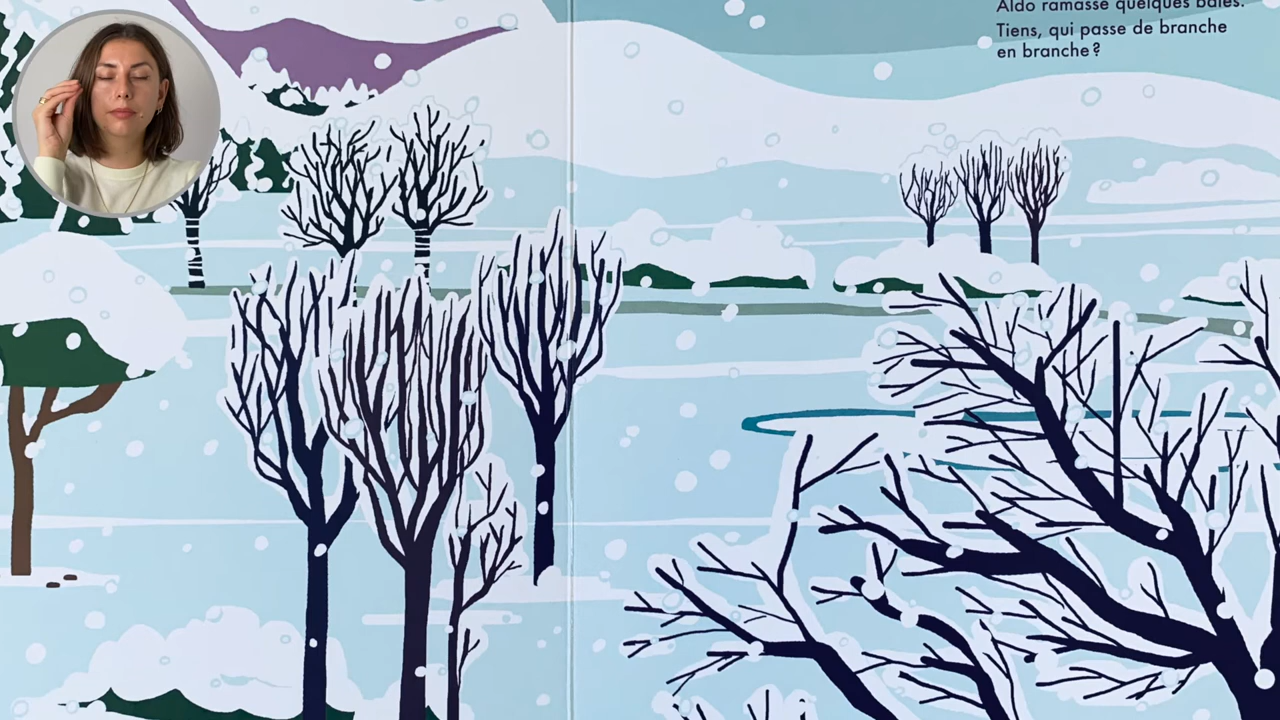 Aldo ramasse quelques baies.
Tiens, qui passe de branche
en branche ?